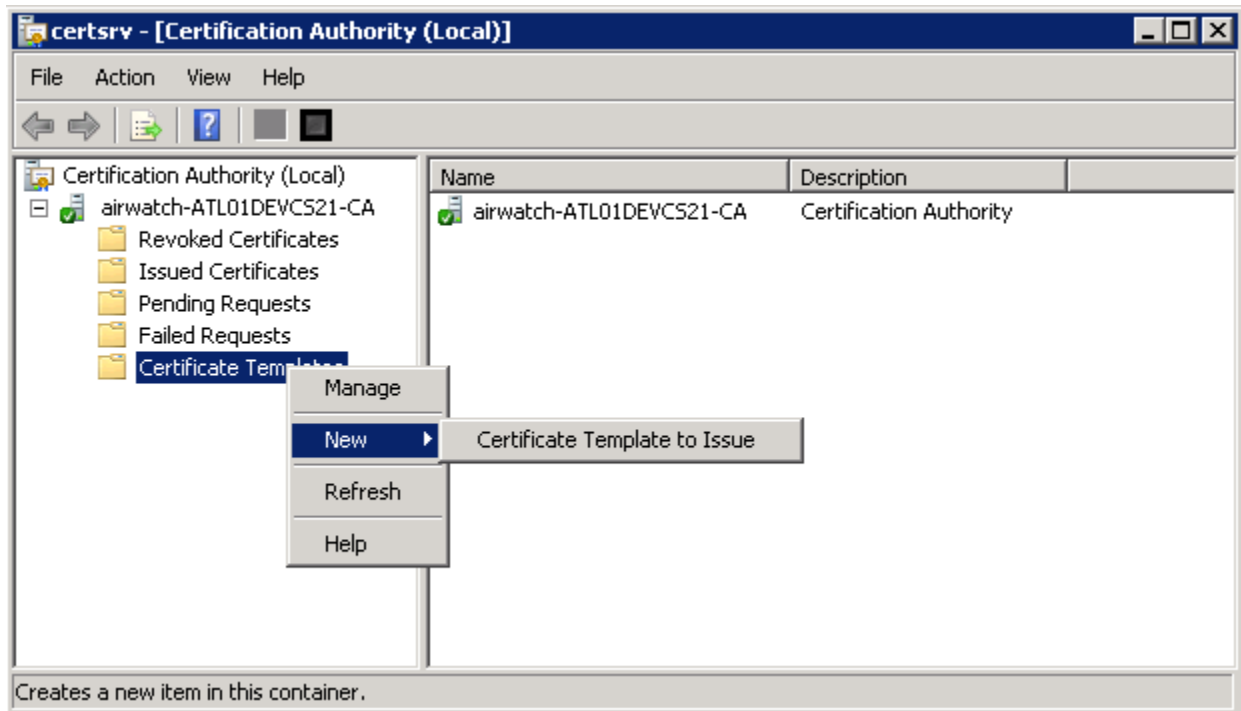 certsrv - [Certification Authority (Local)]
File Action View Help
Certification Authority (Local)
airwatch-ATL01DEVCS21-CA
Revoked Certificates
Issued Certificates
Pending Requests
Failed Requests
Certificate Templates
Name Description
airwatch-ATL01DEVCS21-CA Certification Authority
Manage
New
Refresh
Help
Certificate Template to Issue
Creates a new item in this container.